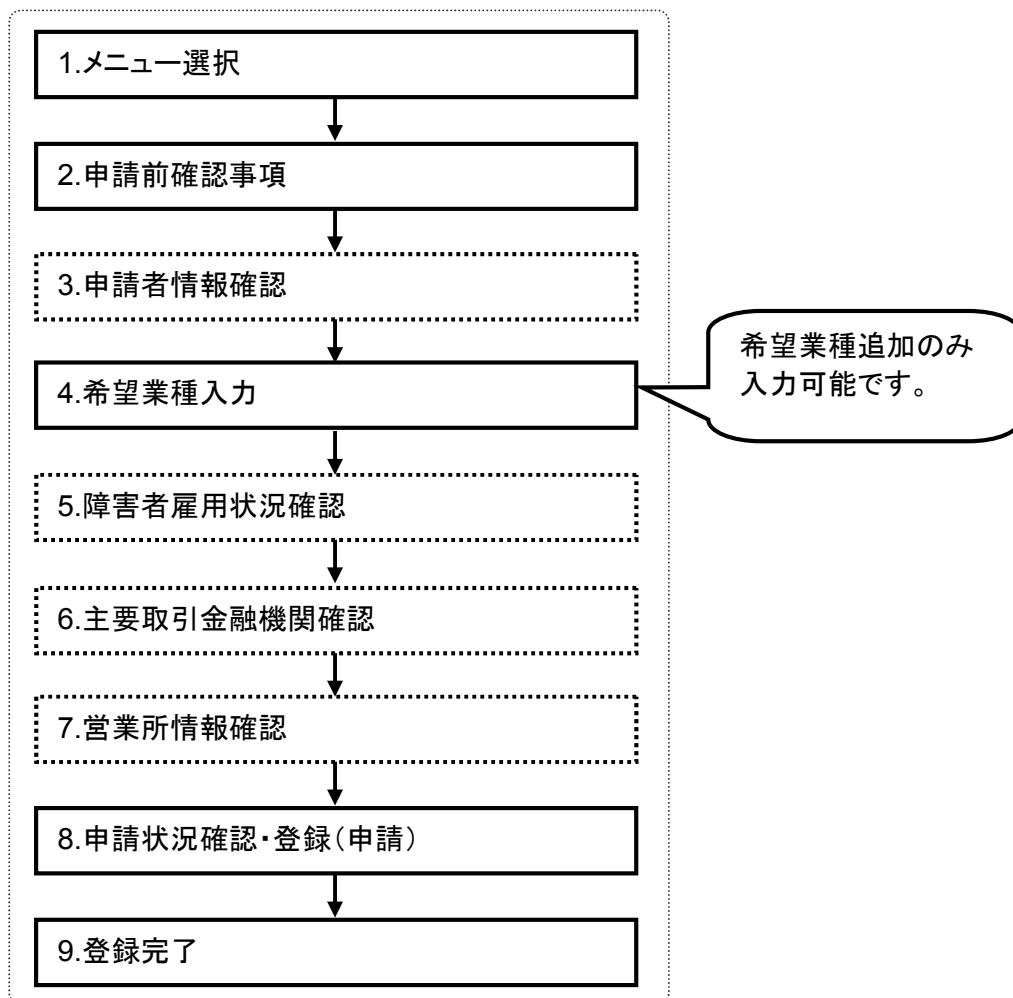 1.メニュー選択
2.申請前確認事項
3.申請者情報確認
4.希望業種入力
希望業種追加のみ
入力可能です。
5.障害者雇用状況確認
6.主要取引金融機関確認
7.営業所情報確認
8.申請状況確認・登録（申請）
9.登録完了